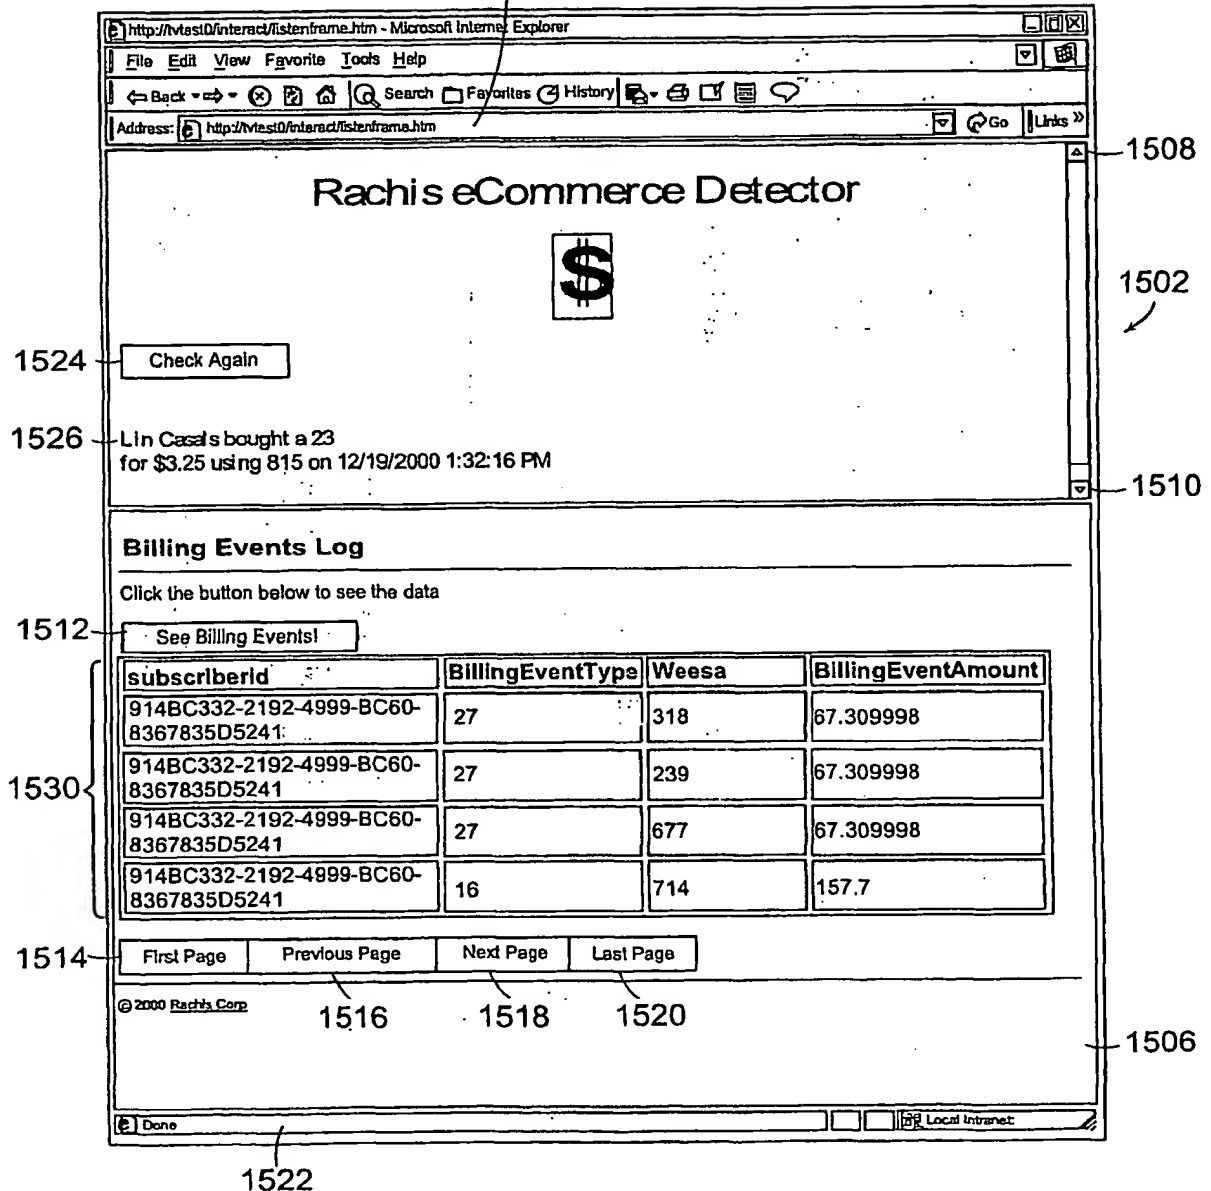 http://tvtest0/interact/listenframe.htm - Microsoft Internet Explorer
File Edit View Favorite Tools Help
Back Search Favorites History
Address: http://tvtest0/interact/listenframe.htm Go Links »
1508
Rachis eCommerce Detector
$
1502
1524 Check Again
1526 Lin Casals bought a 23
for $3.25 using 815 on 12/19/2000 1:32:16 PM
1510
Billing Events Log
Click the button below to see the data
1512 See Billing Events!
subscriberId BillingEventType Weesa BillingEventAmount
914BC332-2192-4999-BC60-
8367835D5241 27 318 67.309998
914BC332-2192-4999-BC60-
8367835D5241 27 239 67.309998
1530
914BC332-2192-4999-BC60-
8367835D5241 27 677 67.309998
914BC332-2192-4999-BC60-
8367835D5241 16 714 157.7
1514 First Page Previous Page Next Page Last Page
© 2000 Rachis Corp
1516 1518 1520
1506
Done Local intranet
1522